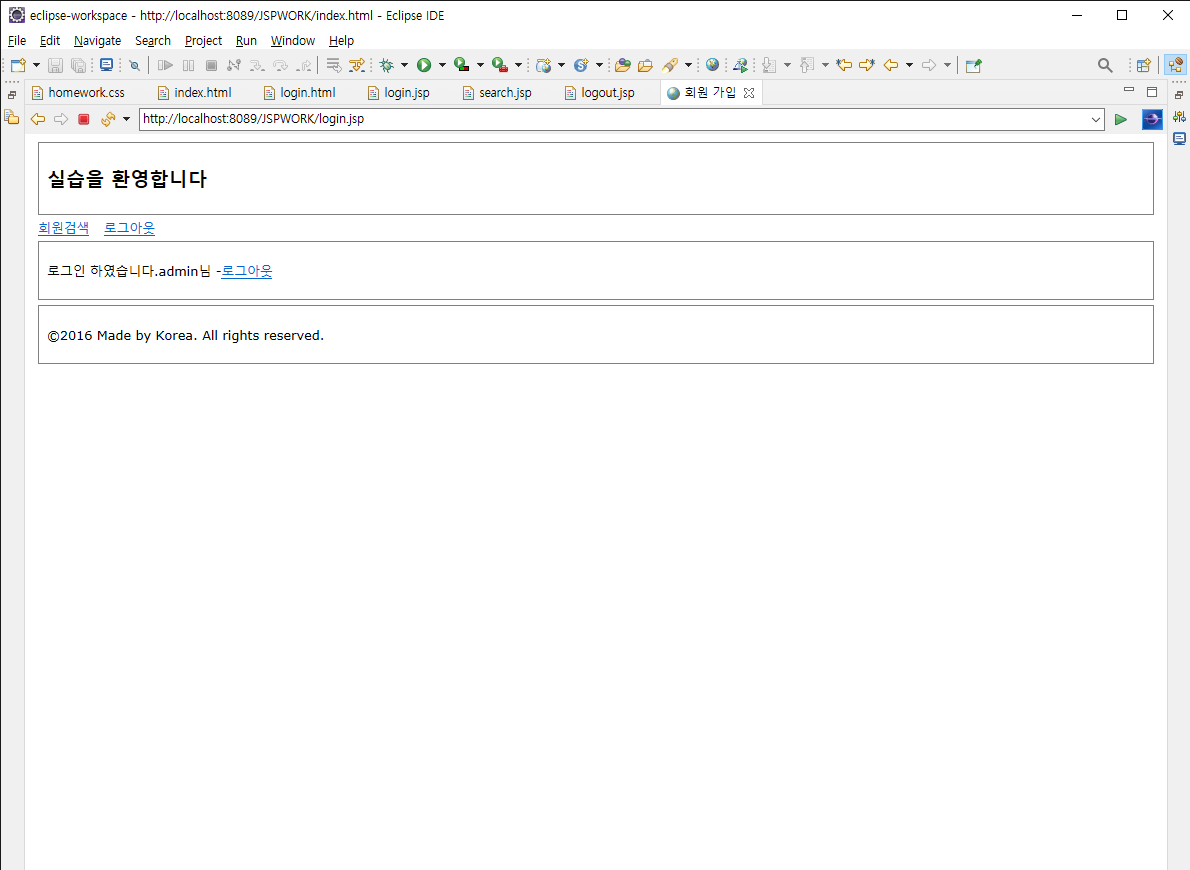 eclipse-workspace - http://localhost:8089/JSPWORK/index.html - Eclipse IDE
File Edit Navigate Search Project Run Window Help
homework.css index.html login.html login.jsp search.jsp logout.jsp 회원 가입
http://localhost:8089/JSPWORK/login.jsp
실습을 환영합니다
회원검색 로그아웃
로그인 하였습니다.admin님 -로그아웃
©2016 Made by Korea. All rights reserved.